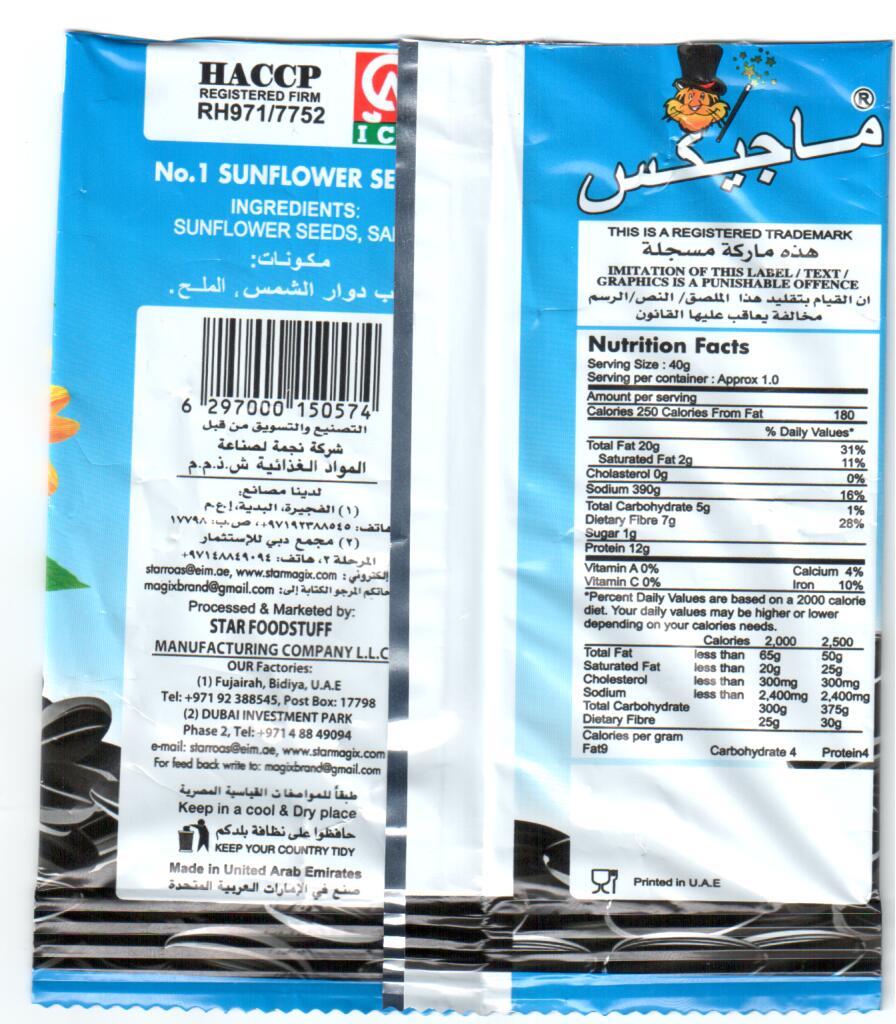 HACCP
REGISTERED FIRM
RH971/7752
I C
No.1 SUNFLOWER SE
INGREDIENTS:
SUNFLOWER SEEDS, SA
مكونات:
ب دوار الشمس، الملح.
6 297000 150574
التصنيع والتسويق من قبل
شركة نجمة لصناعة
المواد الغذائية ش.ذ.م.م
لدينا مصانع:
(١) الفجيرة، البدية، إ.ع.م
هاتف: ٩٧١٩٢٣٨٨٥٤٥+، ص.ب: ١٧٧٩٨
(٢) مجمع دبي للإستثمار
المرحلة ٢، هاتف: ٩٧١٤٨٨٤٩٠٩٤+
starroas@eim.ae, www.starmagix.com
magixbrand@gmail.com المرجو الكتابة إلى:
Processed & Marketed by:
STAR FOODSTUFF
MANUFACTURING COMPANY L.L.C
OUR Factories:
(1) Fujairah, Bidiya, U.A.E
Tel: +971 92 388545, Post Box: 17798
(2) DUBAI INVESTMENT PARK
Phase 2, Tel: +971 4 88 49094
e-mail: starroas@eim.ae, www.starmagix.com
For feed back write to: magixbrand@gmail.com
طبقاً للمواصفات القياسية المصرية
Keep in a cool & Dry place
حافظوا على نظافة بلدكم
KEEP YOUR COUNTRY TIDY
Made in United Arab Emirates
صنع في الإمارات العربية المتحدة
ماجيكس ®
THIS IS A REGISTERED TRADEMARK
هذه ماركة مسجلة
IMITATION OF THIS LABEL / TEXT /
GRAPHICS IS A PUNISHABLE OFFENCE
ان القيام بتقليد هذا الملصق/ النص/الرسم
مخالفة يعاقب عليها القانون
Nutrition Facts
Serving Size : 40g
Serving per container : Approx 1.0
Amount per serving
Calories 250 Calories From Fat 180
% Daily Values*
Total Fat 20g 31%
Saturated Fat 2g 11%
Cholasterol 0g 0%
Sodium 390g 16%
Total Carbohydrate 5g 1%
Dietary Fibre 7g 28%
Sugar 1g
Protein 12g
Vitamin A 0% Calcium 4%
Vitamin C 0% Iron 10%
*Percent Daily Values are based on a 2000 calorie
diet. Your daily values may be higher or lower
depending on your calories needs.
Calories 2,000 2,500
Total Fat less than 65g 50g
Saturated Fat less than 20g 25g
Cholesterol less than 300mg 300mg
Sodium less than 2,400mg 2,400mg
Total Carbohydrate 300g 375g
Dietary Fibre 25g 30g
Calories per gram
Fat9 Carbohydrate 4 Protein4
Printed in U.A.E